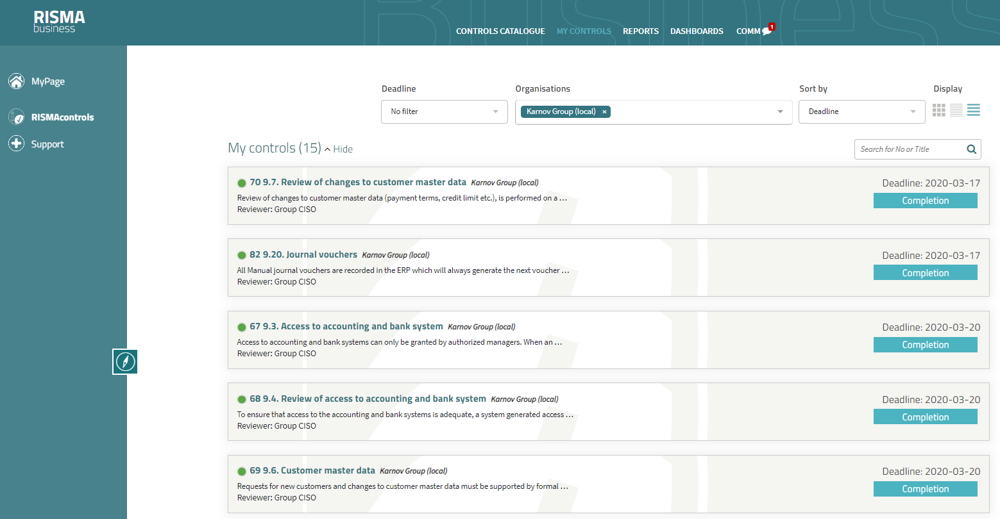 RISMA
business
CONTROLS CATALOGUE MY CONTROLS REPORTS DASHBOARDS COMM 1
MyPage
RISMAcontrols
Support
Deadline Organisations Sort by Display
No filter Karnov Group (local) × Deadline
My controls (15) Hide Search for No or Title
70 9.7. Review of changes to customer master data Karnov Group (local) Deadline: 2020-03-17
Review of changes to customer master data (payment terms, credit limit etc.), is performed on a ... Completion
Reviewer: Group CISO
82 9.20. Journal vouchers Karnov Group (local) Deadline: 2020-03-17
All Manual journal vouchers are recorded in the ERP which will always generate the next voucher ... Completion
Reviewer: Group CISO
67 9.3. Access to accounting and bank system Karnov Group (local) Deadline: 2020-03-20
Access to accounting and bank systems can only be granted by authorized managers. When an ... Completion
Reviewer: Group CISO
68 9.4. Review of access to accounting and bank system Karnov Group (local) Deadline: 2020-03-20
To ensure that access to the accounting and bank systems is adequate, a system generated access ... Completion
Reviewer: Group CISO
69 9.6. Customer master data Karnov Group (local) Deadline: 2020-03-20
Requests for new customers and changes to customer master data must be supported by formal ... Completion
Reviewer: Group CISO